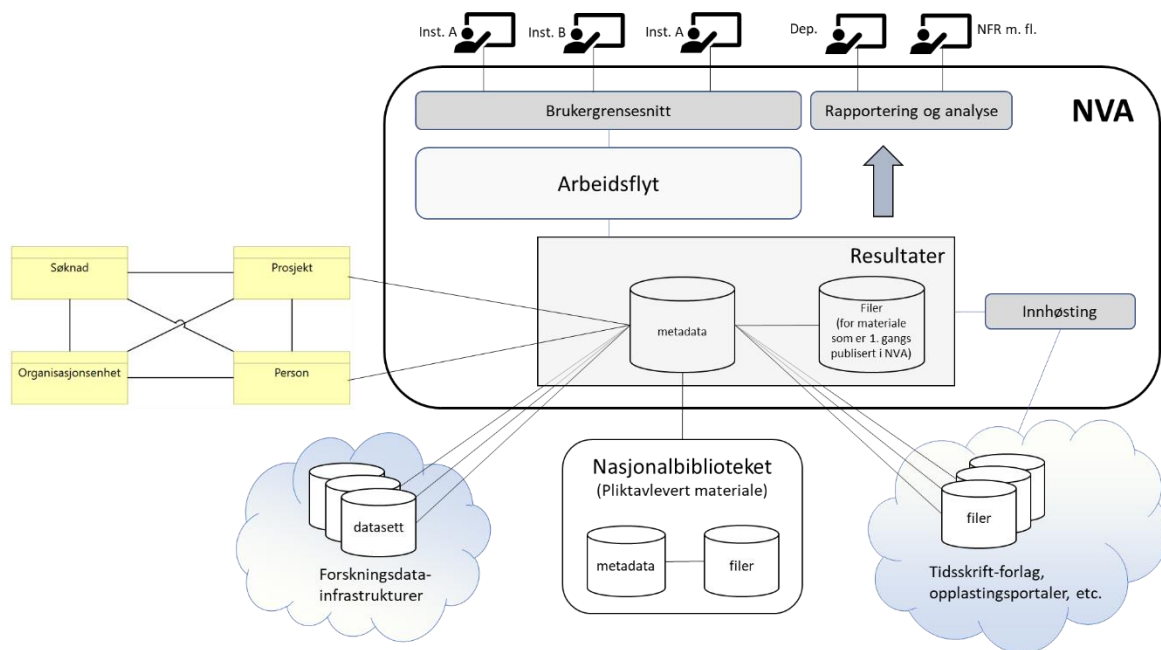 Inst. A
Inst. B
Inst. A
Dep.
NFR m. fl.
Brukergrensesnitt
Rapportering og analyse
NVA
Arbeidsflyt
Resultater
Søknad
Prosjekt
metadata
Filer
(for materiale
som er 1. gangs
publisert i NVA)
Innhøsting
Organisasjonsenhet
Person
Nasjonalbiblioteket
(Pliktavlevert materiale)
datasett
filer
metadata
filer
Forskningsdata-
infrastrukturer
Tidsskrift-forlag,
opplastingsportaler, etc.